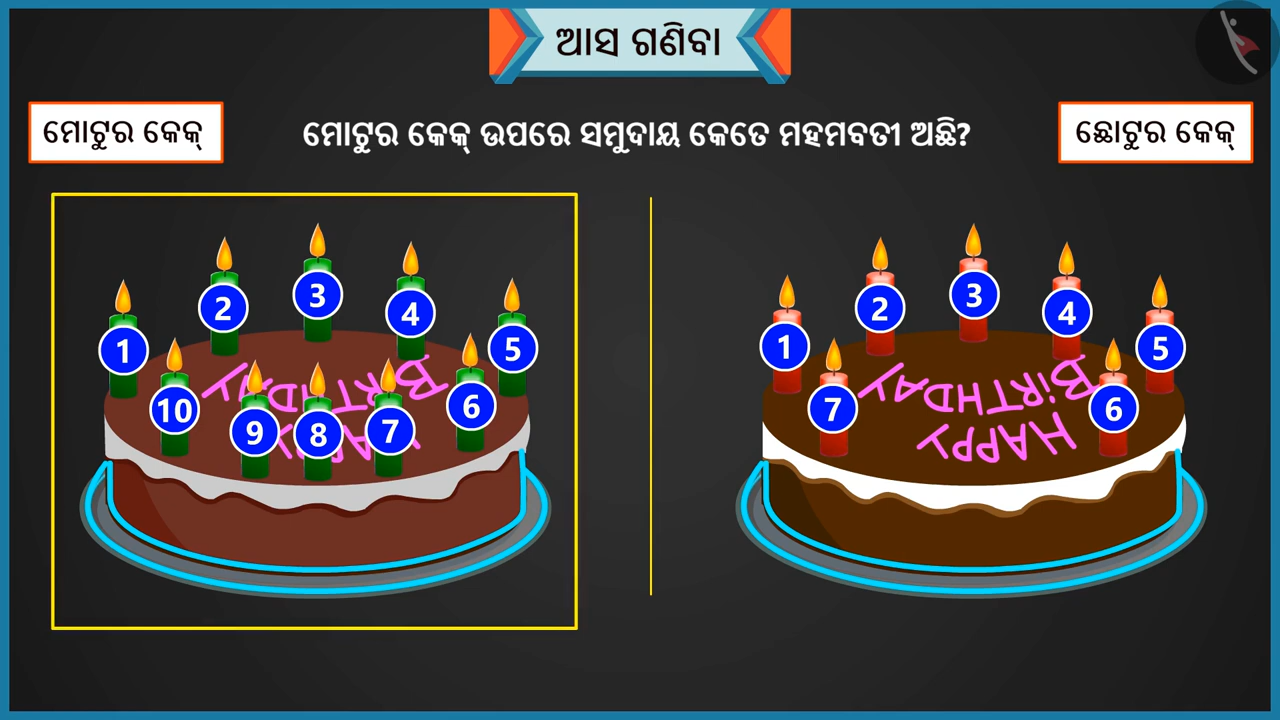 ଆସ ଗଣିବା
ମୋଟୁର କେକ୍
ମୋଟୁର କେକ୍ ଉପରେ ସମୁଦାୟ କେତେ ମହମବତୀ ଅଛି?
ଛୋଟୁର କେକ୍
1 2 3 4 5
10 9 8 7 6
BIRTHDAY
HAPPY
1 2 3 4 5
7 6
BiRTHDAY
HAPPY